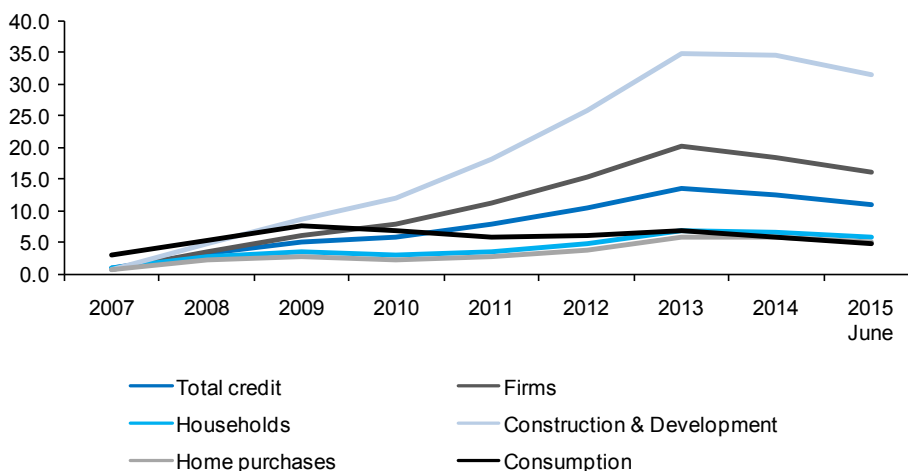 40.0
35.0
30.0
25.0
20.0
15.0
10.0
5.0
0.0
2007 2008 2009 2010 2011 2012 2013 2014 2015
June
Total credit Firms
Households Construction & Development
Home purchases Consumption